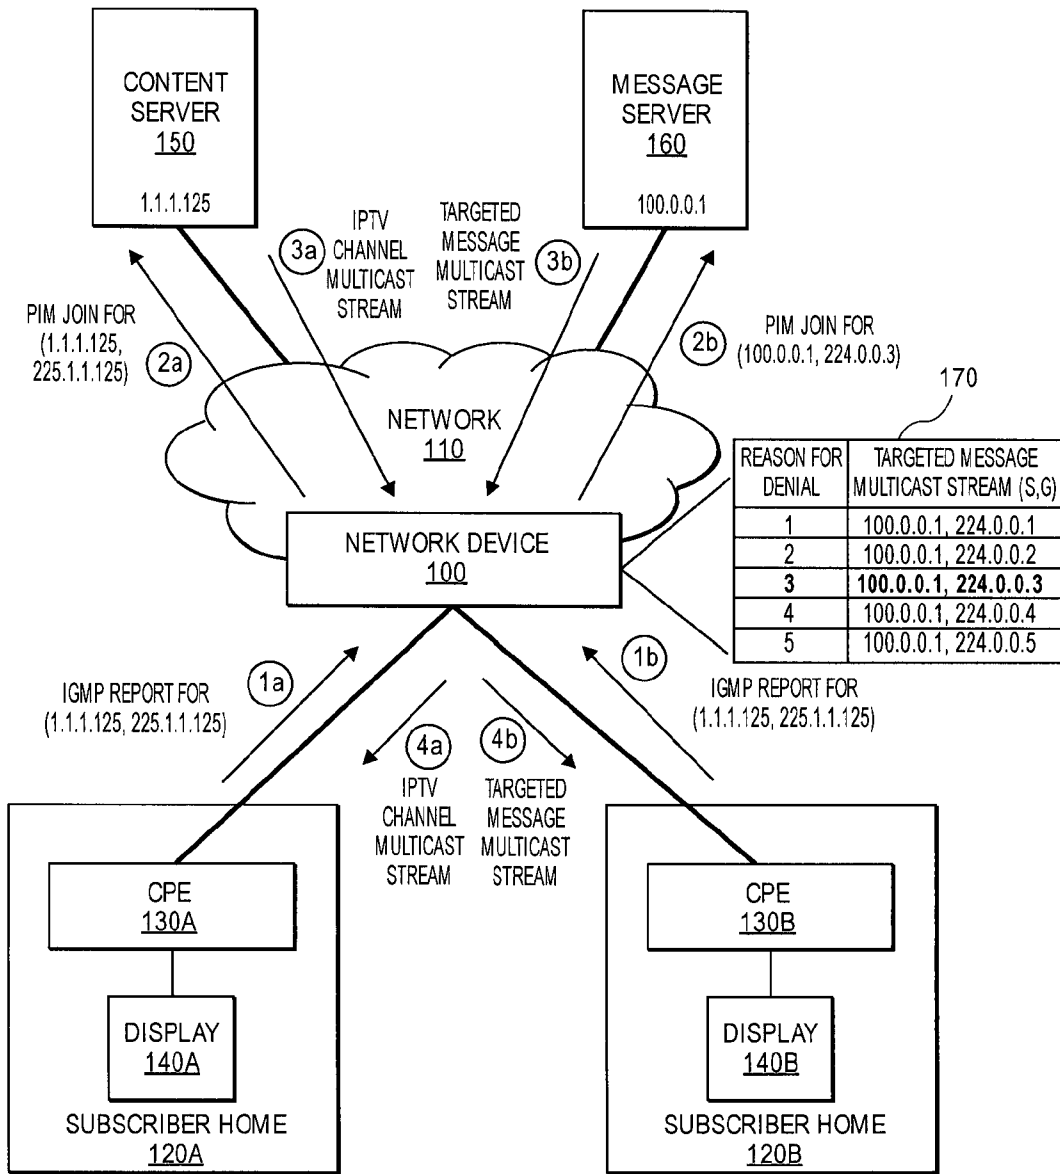 CONTENT
SERVER
150
1.1.1.125
MESSAGE
SERVER
160
100.0.0.1
3a
IPTV
CHANNEL
MULTICAST
STREAM
TARGETED
MESSAGE
MULTICAST
STREAM
3b
PIM JOIN FOR
(1.1.1.125,
225.1.1.125)
2a
2b
PIM JOIN FOR
(100.0.0.1, 224.0.0.3)
NETWORK
110
170
REASON FOR
DENIAL
TARGETED MESSAGE
MULTICAST STREAM (S,G)
1 100.0.0.1, 224.0.0.1
2 100.0.0.1, 224.0.0.2
3 100.0.0.1, 224.0.0.3
4 100.0.0.1, 224.0.0.4
5 100.0.0.1, 224.0.0.5
NETWORK DEVICE
100
1a
IGMP REPORT FOR
(1.1.1.125, 225.1.1.125)
1b
IGMP REPORT FOR
(1.1.1.125, 225.1.1.125)
4a
IPTV
CHANNEL
MULTICAST
STREAM
4b
TARGETED
MESSAGE
MULTICAST
STREAM
CPE
130A
DISPLAY
140A
SUBSCRIBER HOME
120A
CPE
130B
DISPLAY
140B
SUBSCRIBER HOME
120B